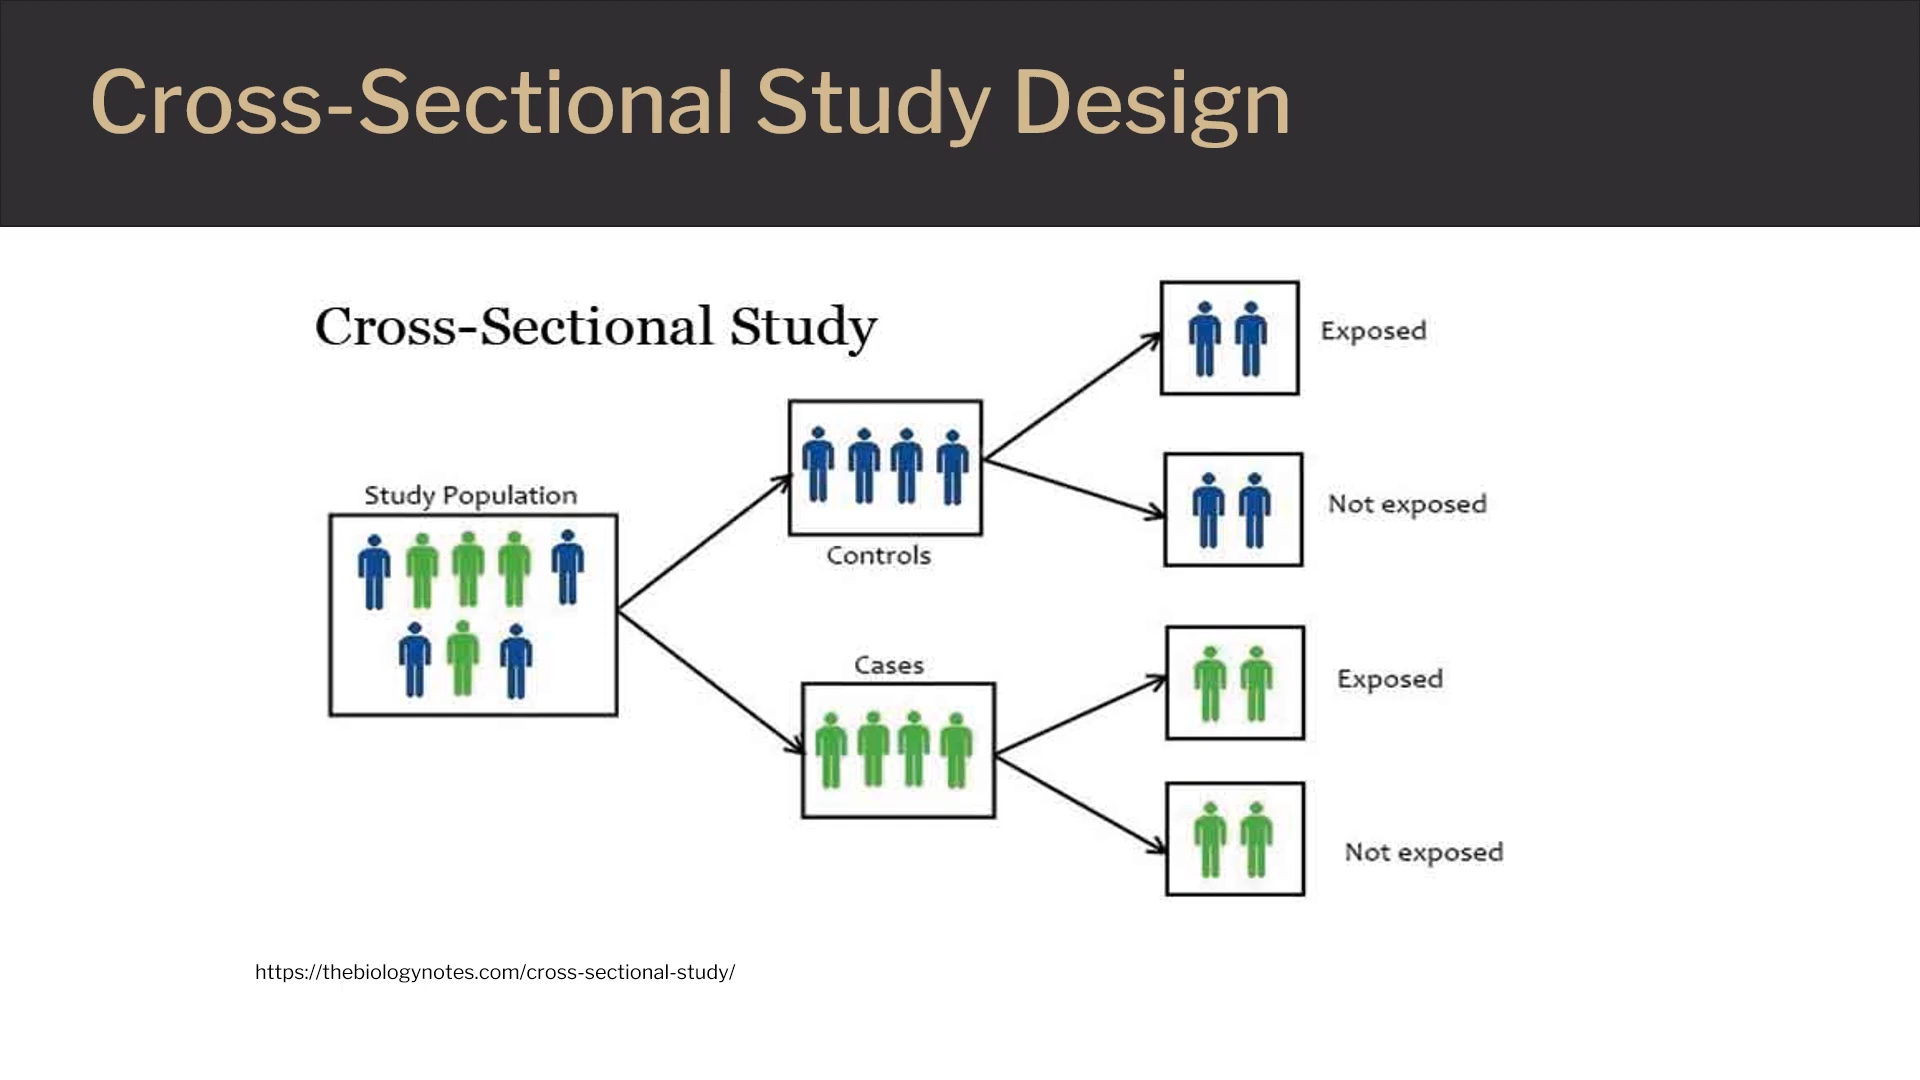 Cross-Sectional Study Design
Cross-Sectional Study
Exposed
Not exposed
Study Population
Controls
Cases
Exposed
Not exposed
https://thebiologynotes.com/cross-sectional-study/